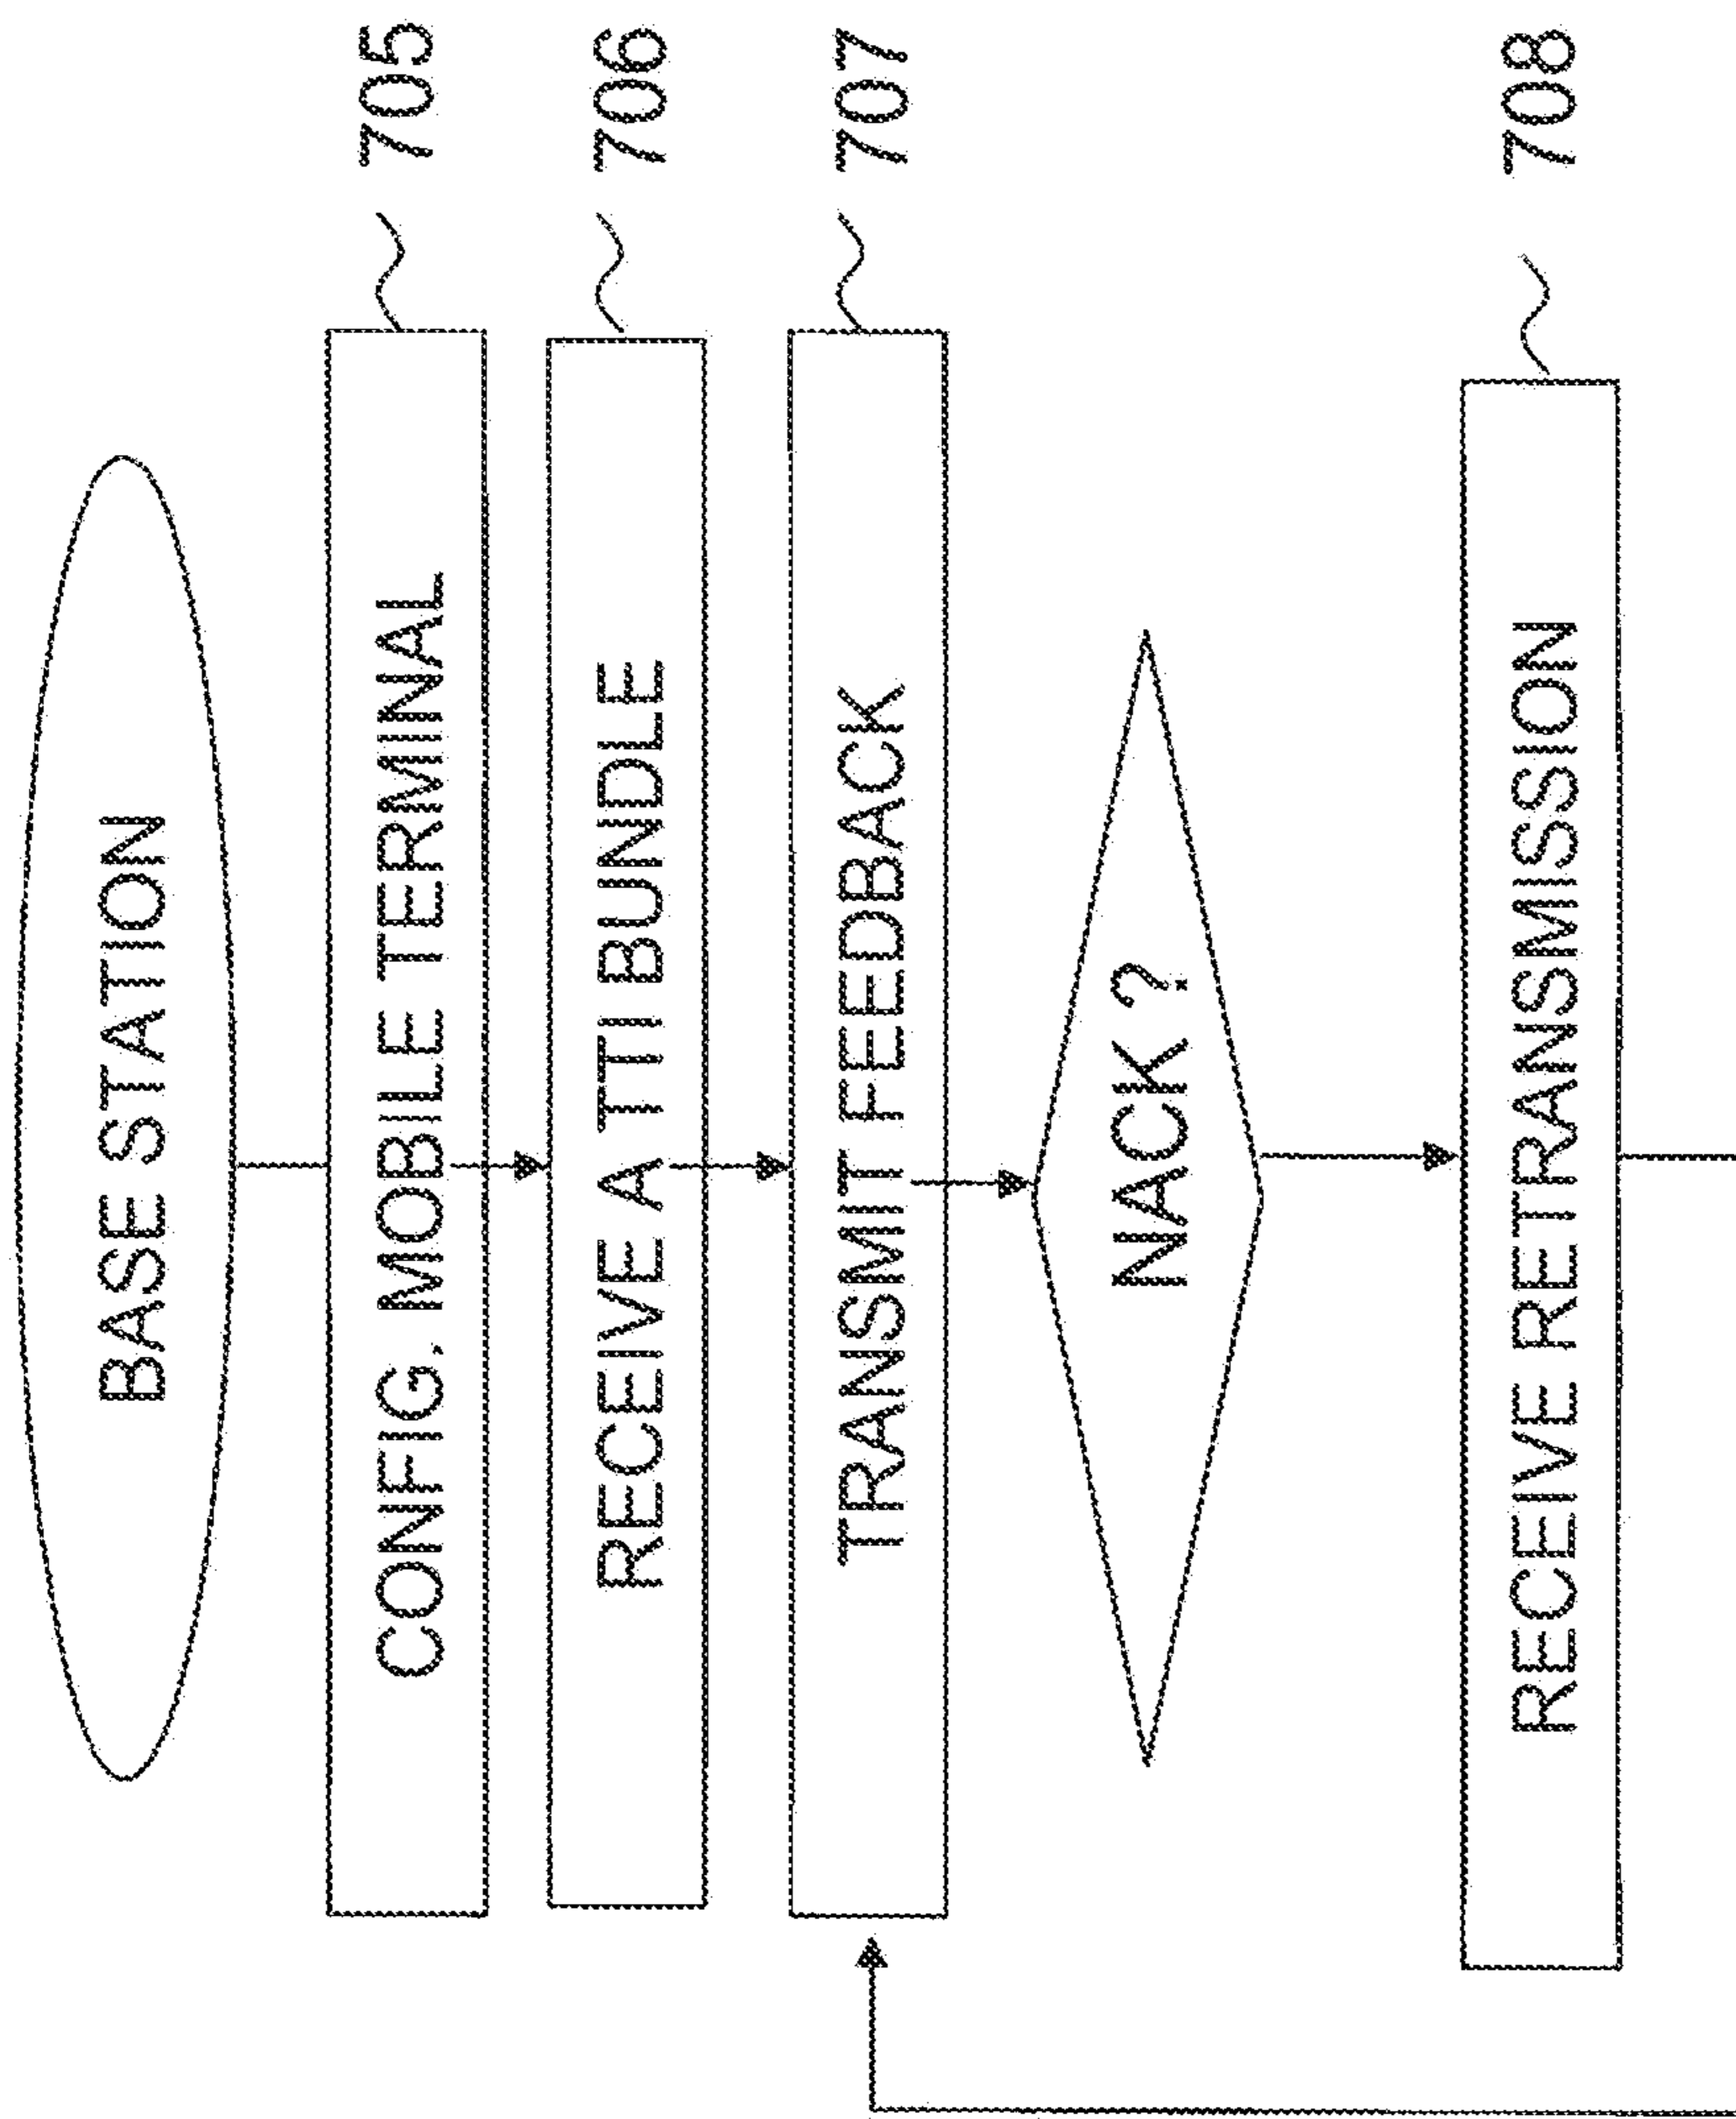 BASE STATION
CONFIG. MOBILE TERMINAL
705
RECEIVE A TTI BUNDLE
706
TRANSMIT FEEDBACK
707
NACK ?
RECEIVE RETRANSMISSION
708